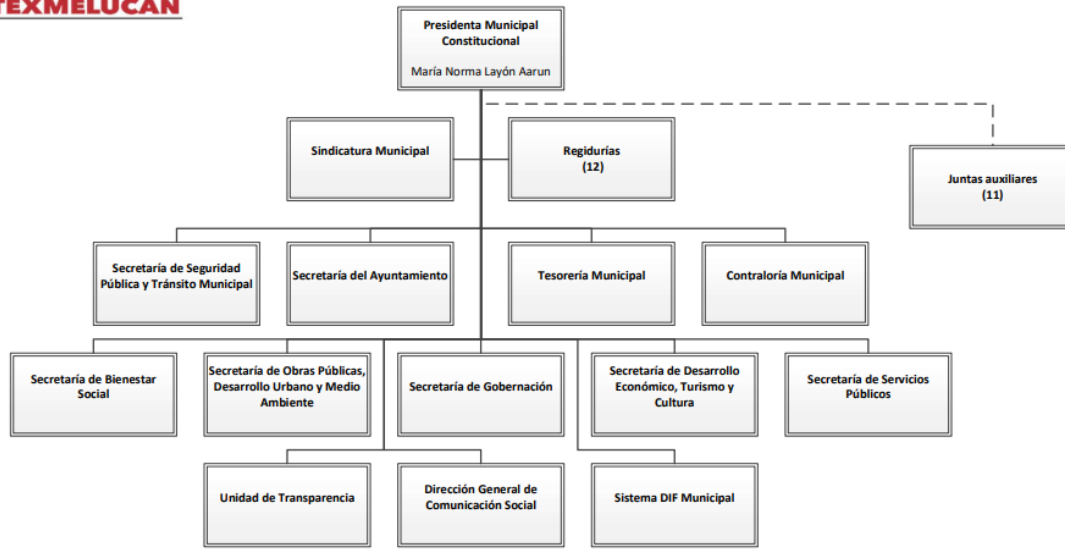 TEXMELUCAN
Presidenta Municipal
Constitucional
María Norma Layón Aarun
Sindicatura Municipal
Regidurías
(12)
Juntas auxiliares
(11)
Secretaría de Seguridad
Pública y Tránsito Municipal
Secretaría del Ayuntamiento
Tesorería Municipal
Contraloría Municipal
Secretaría de Bienestar
Social
Secretaría de Obras Públicas,
Desarrollo Urbano y Medio
Ambiente
Secretaría de Gobernación
Secretaría de Desarrollo
Económico, Turismo y
Cultura
Secretaría de Servicios
Públicos
Unidad de Transparencia
Dirección General de
Comunicación Social
Sistema DIF Municipal